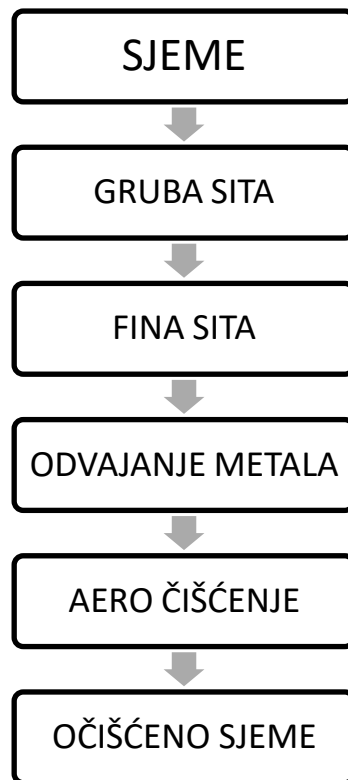 SJEME
GRUBA SITA
FINA SITA
ODVAJANJE METALA
AERO ČIŠĆENJE
OČIŠĆENO SJEME